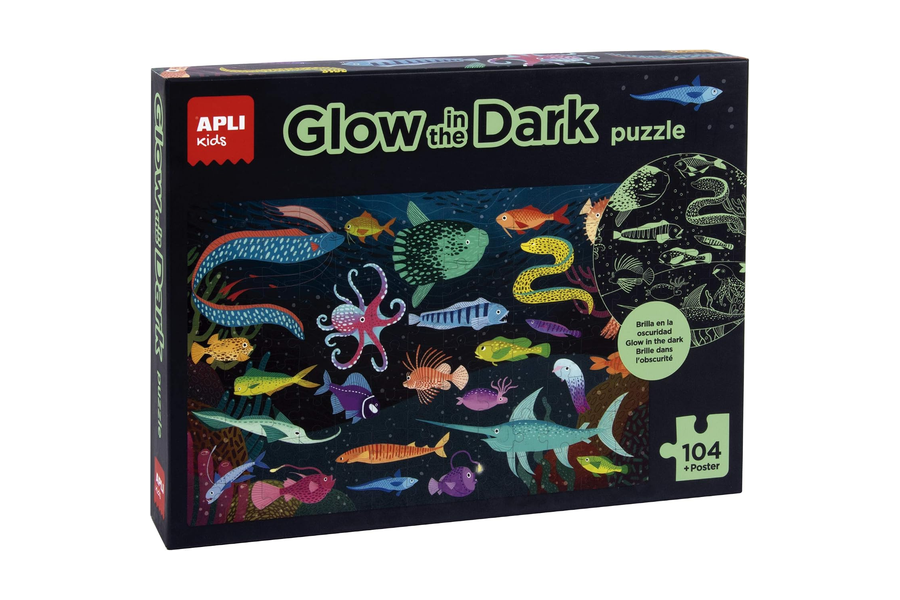 APLI
kids
Glow in the Dark puzzle
Brilla en la
oscuridad
Glow in the dark
Brille dans
l'obscurité
104
+ Poster
Glow in the Dark puzzle